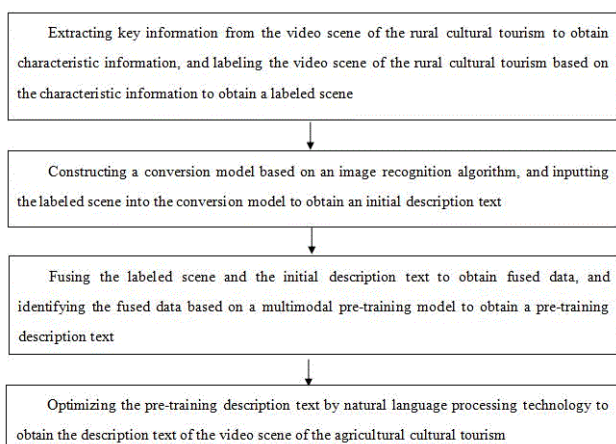 Extracting key information from the video scene of the rural cultural tourism to obtain
characteristic information, and labeling the video scene of the rural cultural tourism based on
the characteristic information to obtain a labeled scene
Constructing a conversion model based on an image recognition algorithm, and inputting
the labeled scene into the conversion model to obtain an initial description text
Fusing the labeled scene and the initial description text to obtain fused data, and
identifying the fused data based on a multimodal pre-training model to obtain a pre-training
description text
Optimizing the pre-training description text by natural language processing technology to
obtain the description text of the video scene of the agricultural cultural tourism